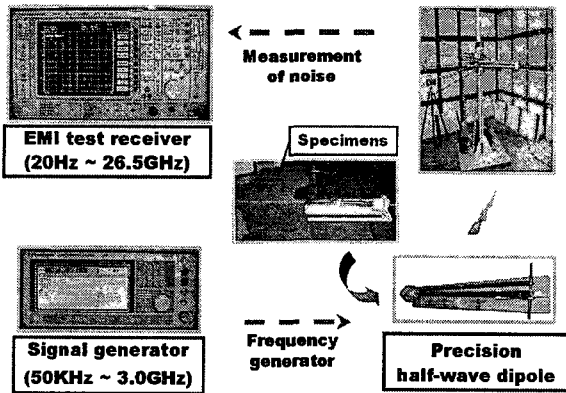 Measurement
of noise
EMI test receiver
(20Hz ~ 26.5GHz)
Specimens
Signal generator
(50KHz ~ 3.0GHz)
Frequency
generator
Precision
half-wave dipole